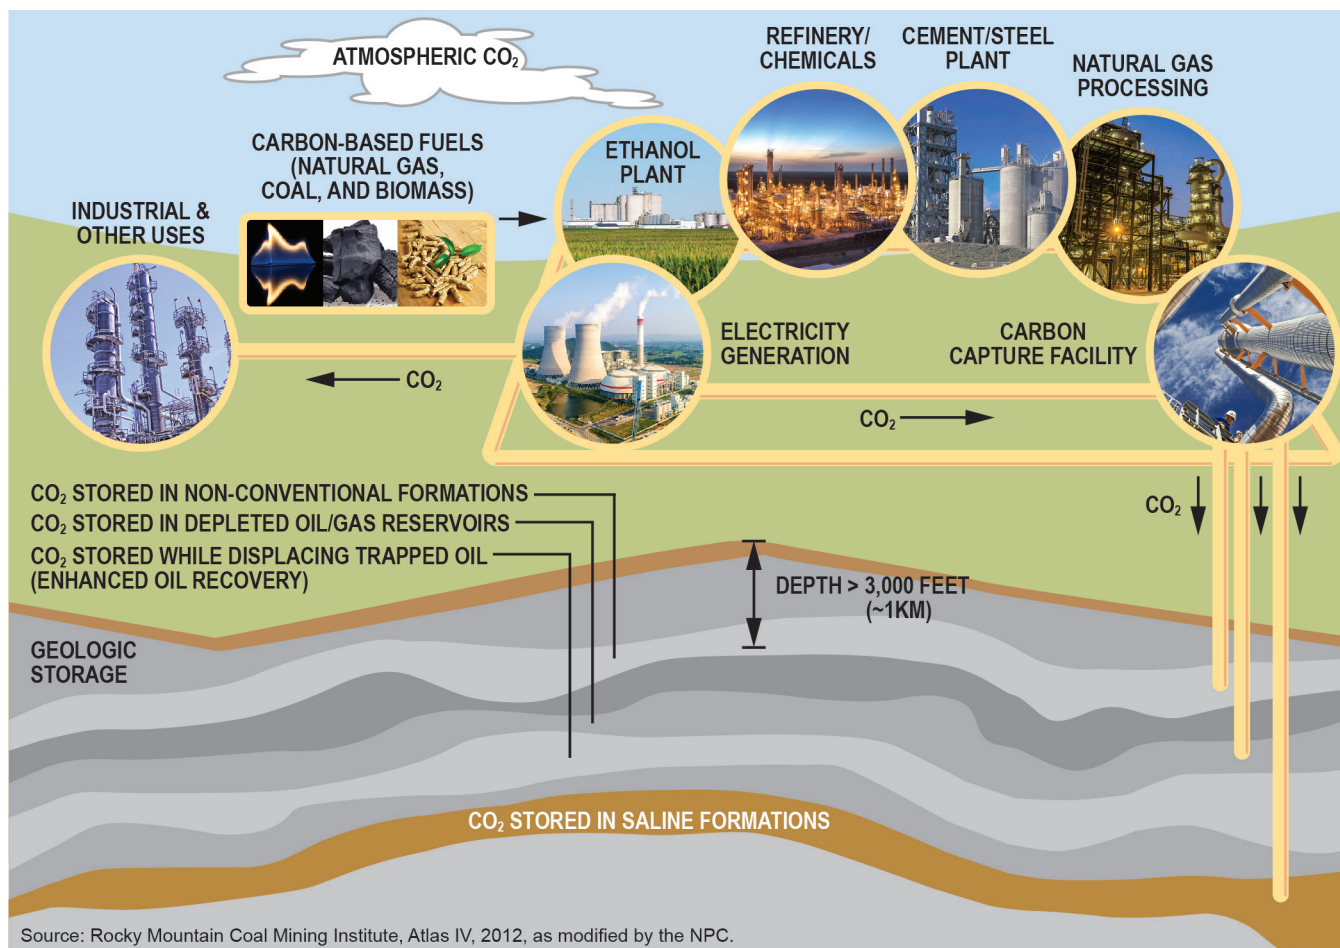 ATMOSPHERIC CO₂
REFINERY/
CHEMICALS
CEMENT/STEEL
PLANT
NATURAL GAS
PROCESSING
CARBON-BASED FUELS
(NATURAL GAS,
COAL, AND BIOMASS)
ETHANOL
PLANT
INDUSTRIAL &
OTHER USES
ELECTRICITY
GENERATION
CARBON
CAPTURE FACILITY
CO₂
CO₂
CO₂ STORED IN NON-CONVENTIONAL FORMATIONS
CO₂ STORED IN DEPLETED OIL/GAS RESERVOIRS
CO₂ STORED WHILE DISPLACING TRAPPED OIL
(ENHANCED OIL RECOVERY)
CO₂
DEPTH > 3,000 FEET
(~1KM)
GEOLOGIC
STORAGE
CO₂ STORED IN SALINE FORMATIONS
Source: Rocky Mountain Coal Mining Institute, Atlas IV, 2012, as modified by the NPC.